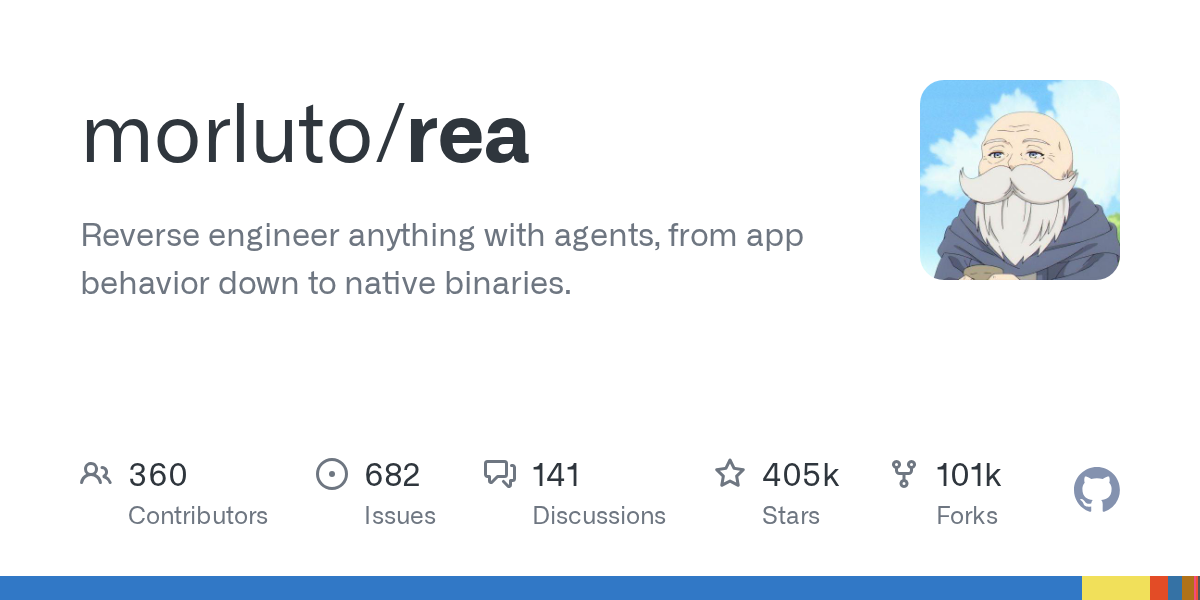 morluto/rea
Reverse engineer anything with agents, from app
behavior down to native binaries.
360
Contributors
682
Issues
141
Discussions
405k
Stars
101k
Forks